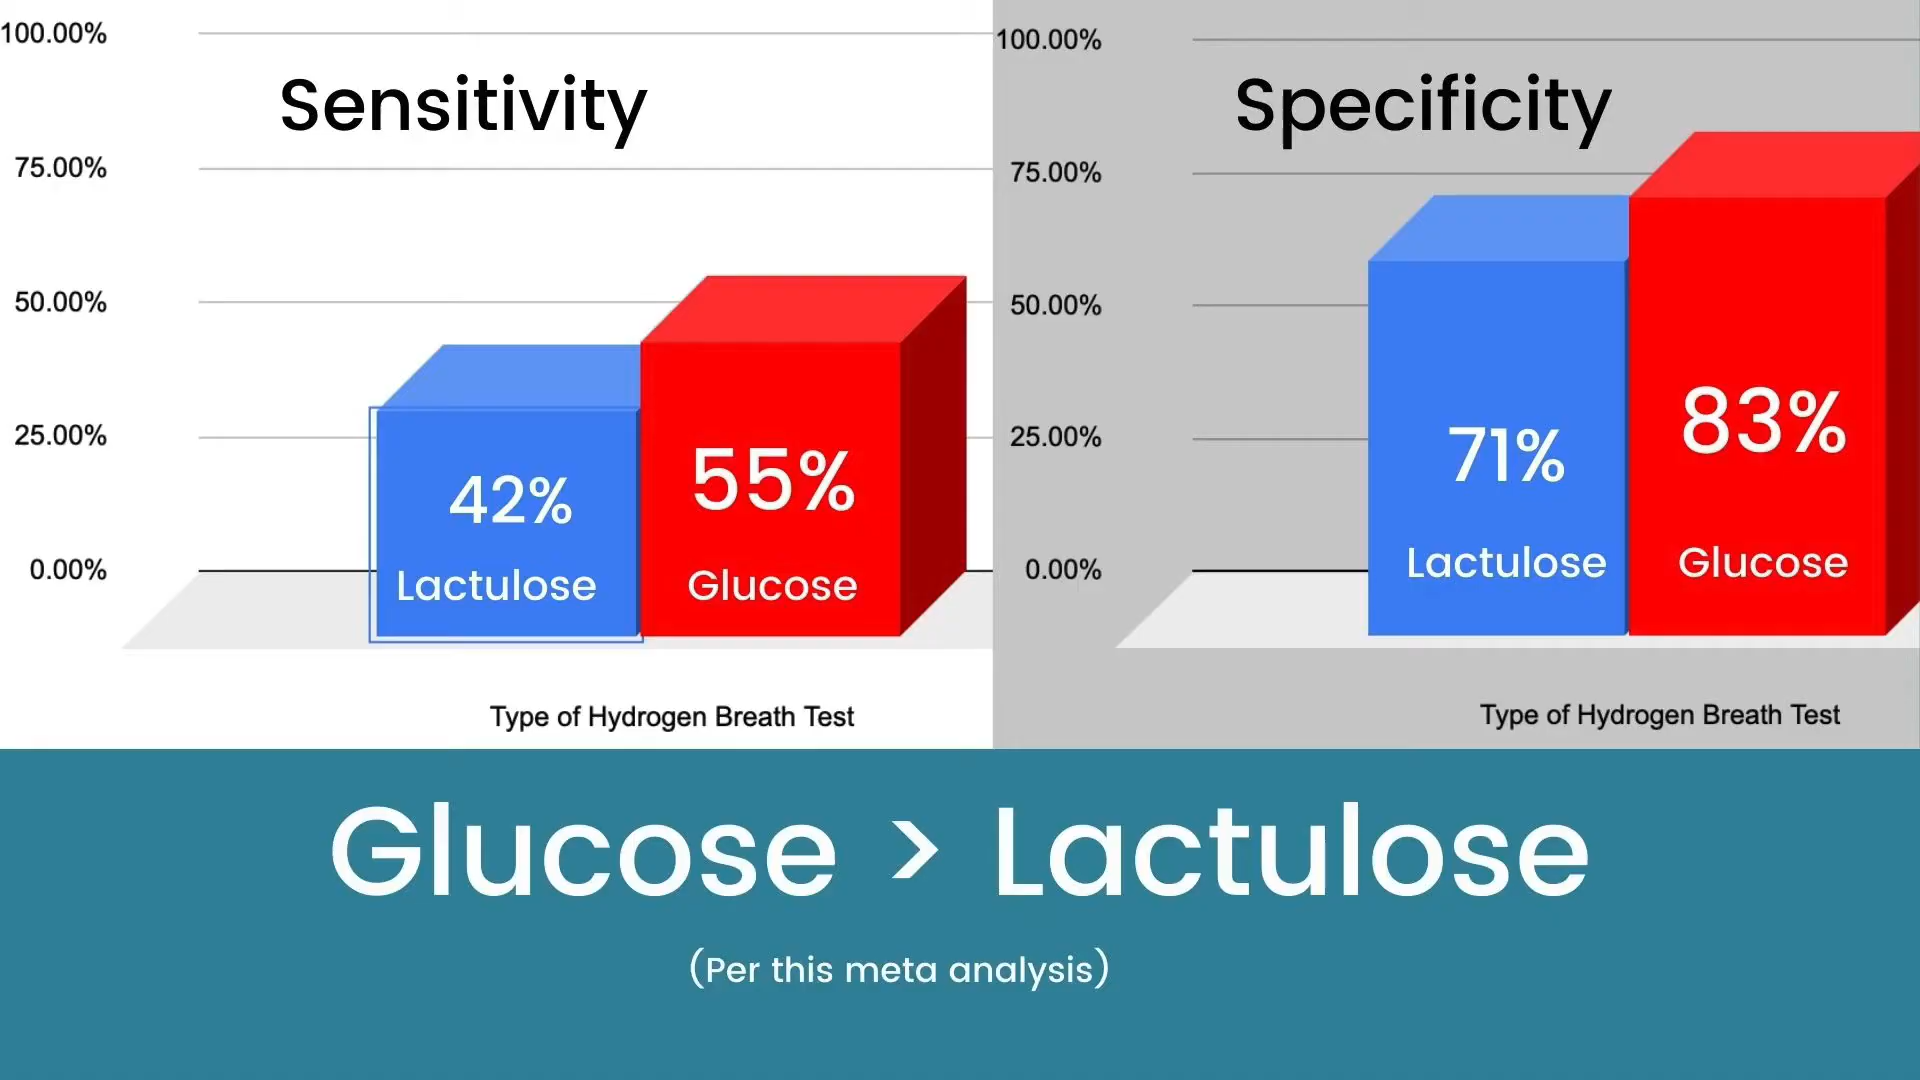 Sensitivity
100.00%
75.00%
50.00%
25.00%
0.00%
42%
Lactulose
55%
Glucose
Type of Hydrogen Breath Test
Specificity
100.00%
75.00%
50.00%
25.00%
0.00%
71%
Lactulose
83%
Glucose
Type of Hydrogen Breath Test
Glucose > Lactulose
(Per this meta analysis)